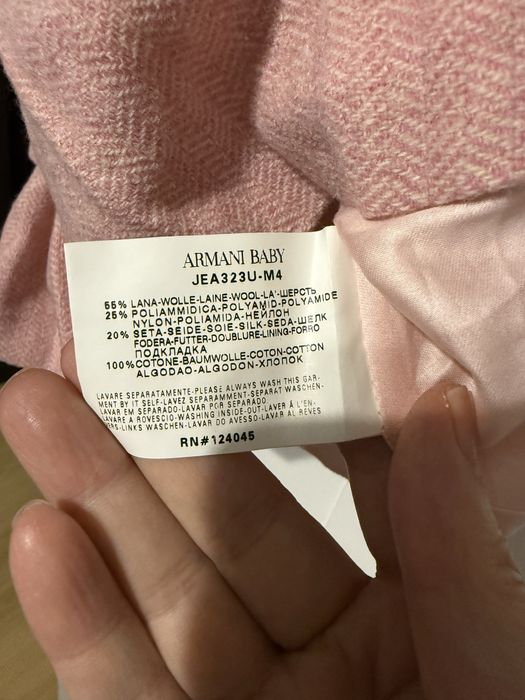 ARMANI BABY
JEA323U-M4
55% LANA-WOLLE-LAINE-WOOL-LA'-ШЕРСТЬ
25% POLIAMMIDICA-POLYAMID-POLYAMIDE
NYLON-POLIAMIDA-НЕЙЛОН
20% SETA-SEIDE-SOIE-SILK-SEDA-ШЕЛК
FODERA-FUTTER-DOUBLURE-LINING-FORRO
ПОДКЛАДКА
100% COTONE-BAUMWOLLE-COTON-COTTON
ALGODAO-ALGODON-ХЛОПОК
LAVARE SEPARATAMENTE-PLEASE ALWAYS WASH THIS GAR-
MENT BY IT SELF-LAVEZ SEPARAMMENT-SEPARAT WASCHEN-
LAVAR EM SEPARADO-LAVAR POR SEPARADO.
LAVARE A ROVESCIO-WASHING INSIDE-OUT-LAVER À L'EN-
ERS-LINKS WASCHEN-LAVAR DO AVESSO-LAVAR AL RÉVES
RN#124045